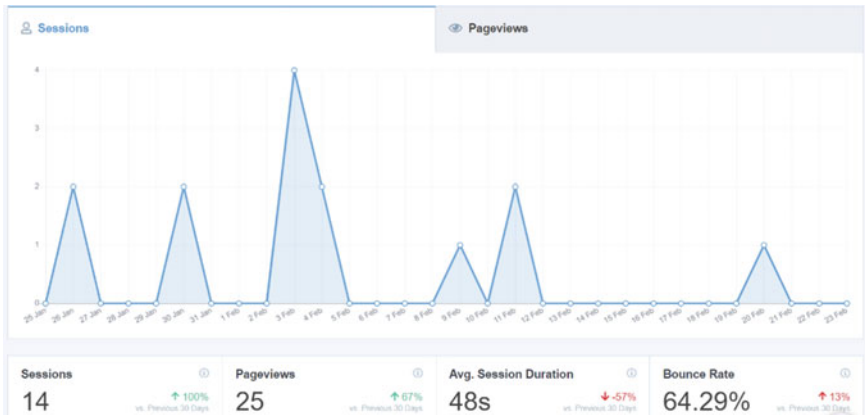 Sessions
Pageviews
4
3
2
1
0
25 Jan 26 Jan 27 Jan 28 Jan 29 Jan 30 Jan 31 Jan 1 Feb 2 Feb 3 Feb 4 Feb 5 Feb 6 Feb 7 Feb 8 Feb 9 Feb 10 Feb 11 Feb 12 Feb 13 Feb 14 Feb 15 Feb 16 Feb 17 Feb 18 Feb 19 Feb 20 Feb 21 Feb 22 Feb 23 Feb
Sessions
14
↑ 100%
vs. Previous 30 Days
Pageviews
25
↑ 67%
vs. Previous 30 Days
Avg. Session Duration
48s
↓ -57%
vs. Previous 30 Days
Bounce Rate
64.29%
↑ 13%
vs. Previous 30 Days